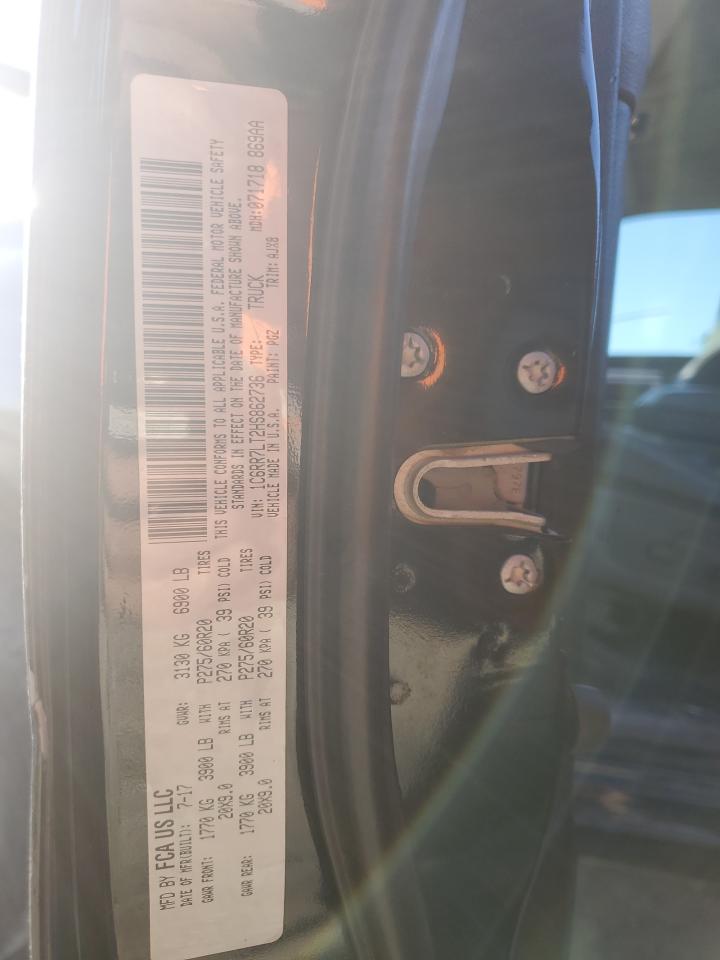 MFD BY FCA US LLC
DATE OF MFR(BUILT): 7-17 GVWR: 3130 KG 6900 LB
GAWR FRONT: 1770 KG 3900 LB WITH P275/60R20 TIRES
20X9.0 RIMS AT 270 KPA ( 39 PSI) COLD
GAWR REAR: 1770 KG 3900 LB WITH P275/60R20 TIRES
20X9.0 RIMS AT 270 KPA ( 39 PSI) COLD
THIS VEHICLE CONFORMS TO ALL APPLICABLE U.S.A. FEDERAL MOTOR VEHICLE SAFETY
STANDARDS IN EFFECT ON THE DATE OF MANUFACTURE SHOWN ABOVE.
VIN: 1C6RR7LT2HS862736 TYPE: TRUCK MDH:071718 869AA
VEHICLE MADE IN U.S.A. PAINT: PGZ TRIM: AJX8